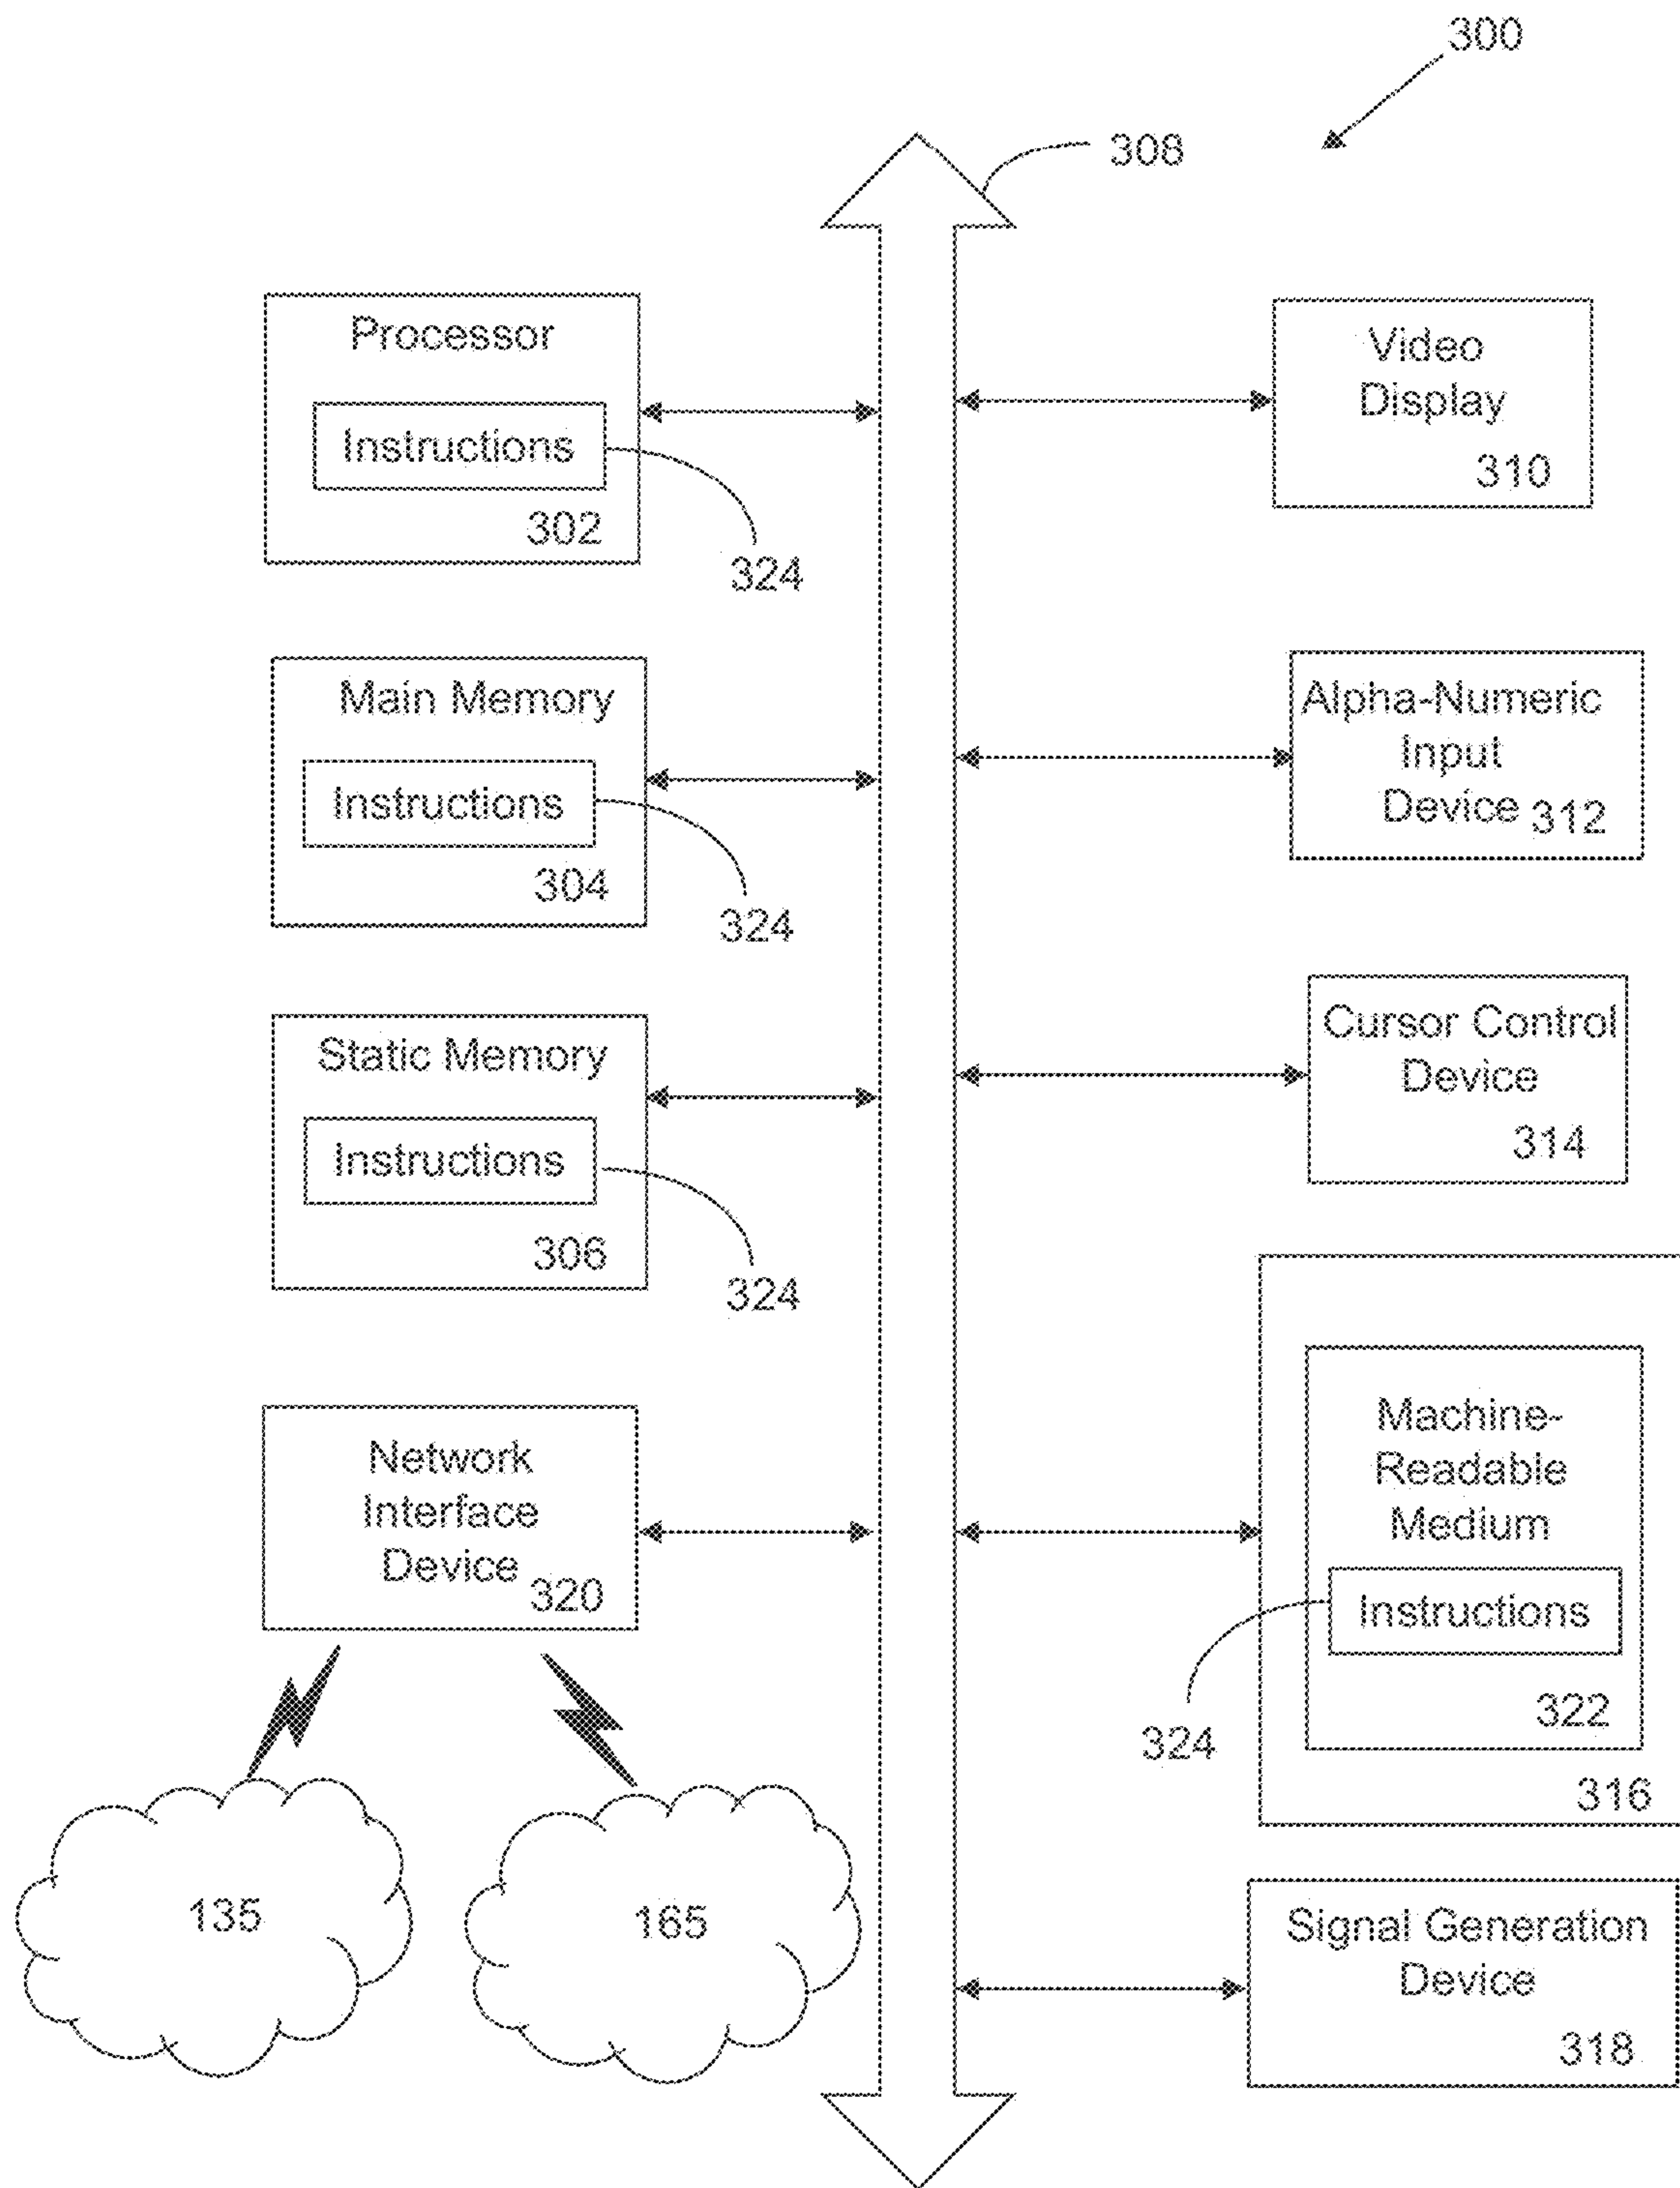 300
308
Processor
Instructions
302
324
Video
Display
310
Main Memory
Instructions
304
324
Alpha-Numeric
Input
Device 312
Static Memory
Instructions
306
324
Cursor Control
Device
314
Network
Interface
Device 320
Machine-
Readable
Medium
Instructions
322
324
316
135
165
Signal Generation
Device
318